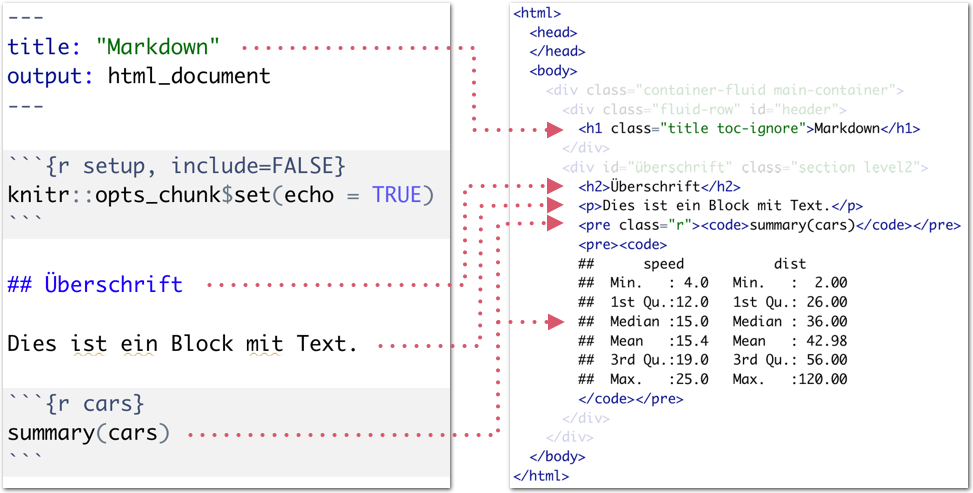 ---
title: "Markdown"
output: html_document
---
```{r setup, include=FALSE}
knitr::opts_chunk$set(echo = TRUE)
```
## Überschrift
Dies ist ein Block mit Text.
```{r cars}
summary(cars)
```
<html>
  <head>
  </head>
  <body>
    <div class="container-fluid main-container">
      <div class="fluid-row" id="header">
        <h1 class="title toc-ignore">Markdown</h1>
      </div>
      <div id="überschrift" class="section level2">
        <h2>Überschrift</h2>
        <p>Dies ist ein Block mit Text.</p>
        <pre class="r"><code>summary(cars)</code></pre>
        <pre><code>
        ##      speed           dist
        ##  Min.   : 4.0   Min.   :  2.00
        ##  1st Qu.:12.0   1st Qu.: 26.00
        ##  Median :15.0   Median : 36.00
        ##  Mean   :15.4   Mean   : 42.98
        ##  3rd Qu.:19.0   3rd Qu.: 56.00
        ##  Max.   :25.0   Max.   :120.00
        </code></pre>
      </div>
    </div>
  </body>
</html>